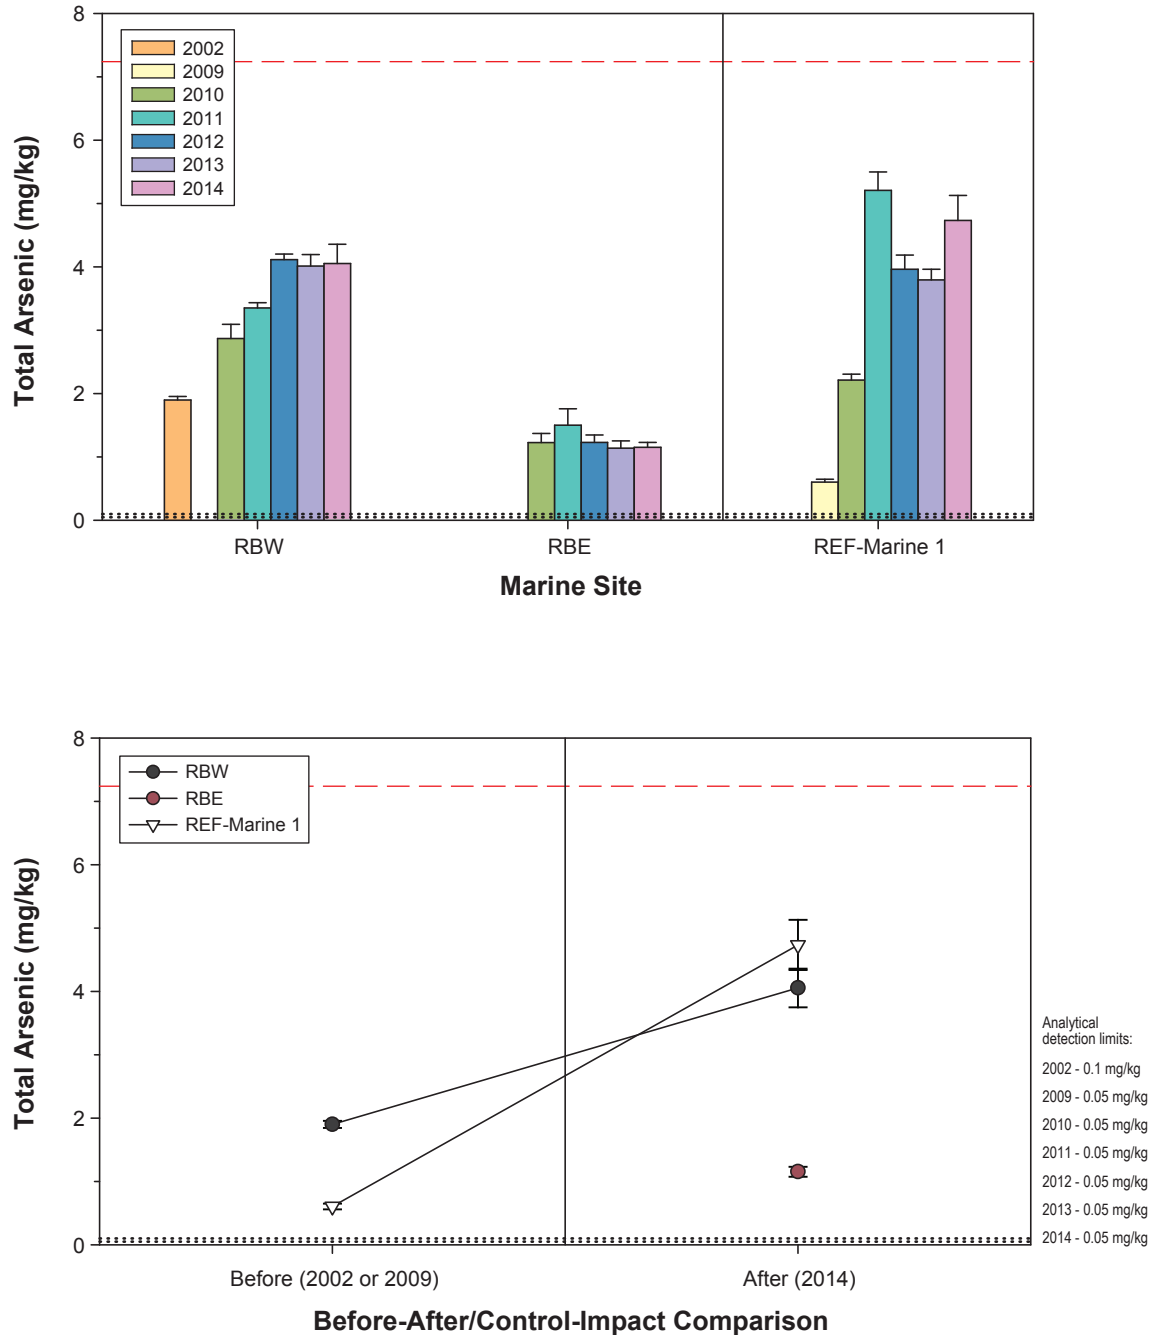 8
6
4
2
0
Total Arsenic (mg/kg)
2002
2009
2010
2011
2012
2013
2014
RBW
RBE
REF-Marine 1
Marine Site
8
6
4
2
0
Total Arsenic (mg/kg)
RBW
RBE
REF-Marine 1
Analytical
detection limits:
2002 - 0.1 mg/kg
2009 - 0.05 mg/kg
2010 - 0.05 mg/kg
2011 - 0.05 mg/kg
2012 - 0.05 mg/kg
2013 - 0.05 mg/kg
2014 - 0.05 mg/kg
Before (2002 or 2009)
After (2014)
Before-After/Control-Impact Comparison